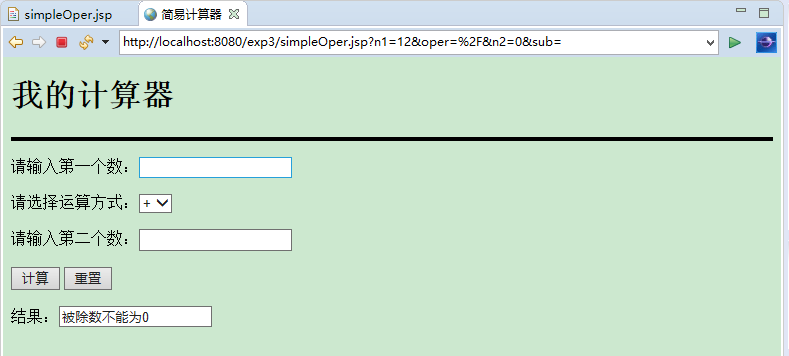 simpleOper.jsp 简易计算器
http://localhost:8080/exp3/simpleOper.jsp?n1=12&oper=%2F&n2=0&sub=
我的计算器
请输入第一个数：
请选择运算方式： +
请输入第二个数：
计算 重置
结果： 被除数不能为0